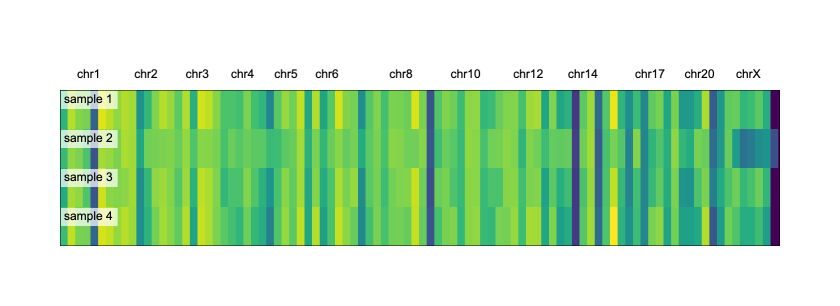 chr1 chr2 chr3 chr4 chr5 chr6 chr8 chr10 chr12 chr14 chr17 chr20 chrX
sample 1
sample 2
sample 3
sample 4